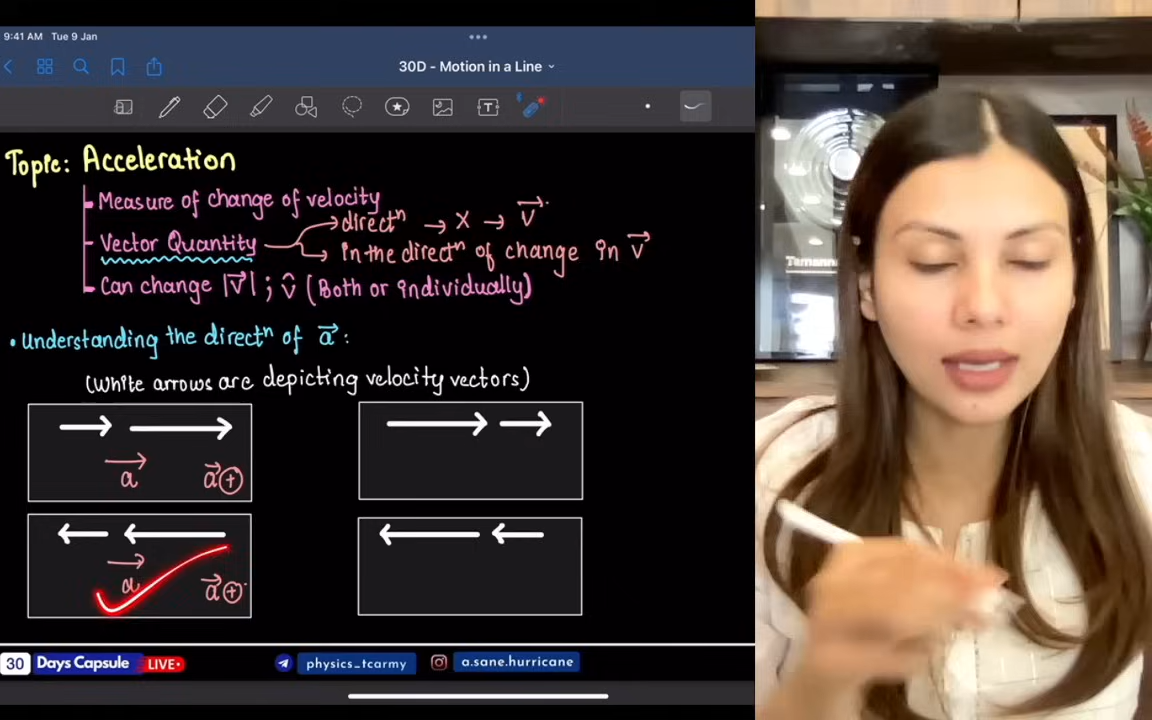 9:41 AM Tue 9 Jan
30D - Motion in a Line
Topic: Acceleration
Measure of change of velocity
Vector Quantity → directⁿ → X → v⃗
→ In the directⁿ of change in v⃗
Can change |v⃗| ; v̂ (Both or individually)
• Understanding the directⁿ of a⃗ :
(White arrows are depicting velocity vectors)
a⃗ a⃗ (+)
a⃗ a⃗ (+)
30 Days Capsule LIVE
physics_tcarmy
a.sane.hurricane